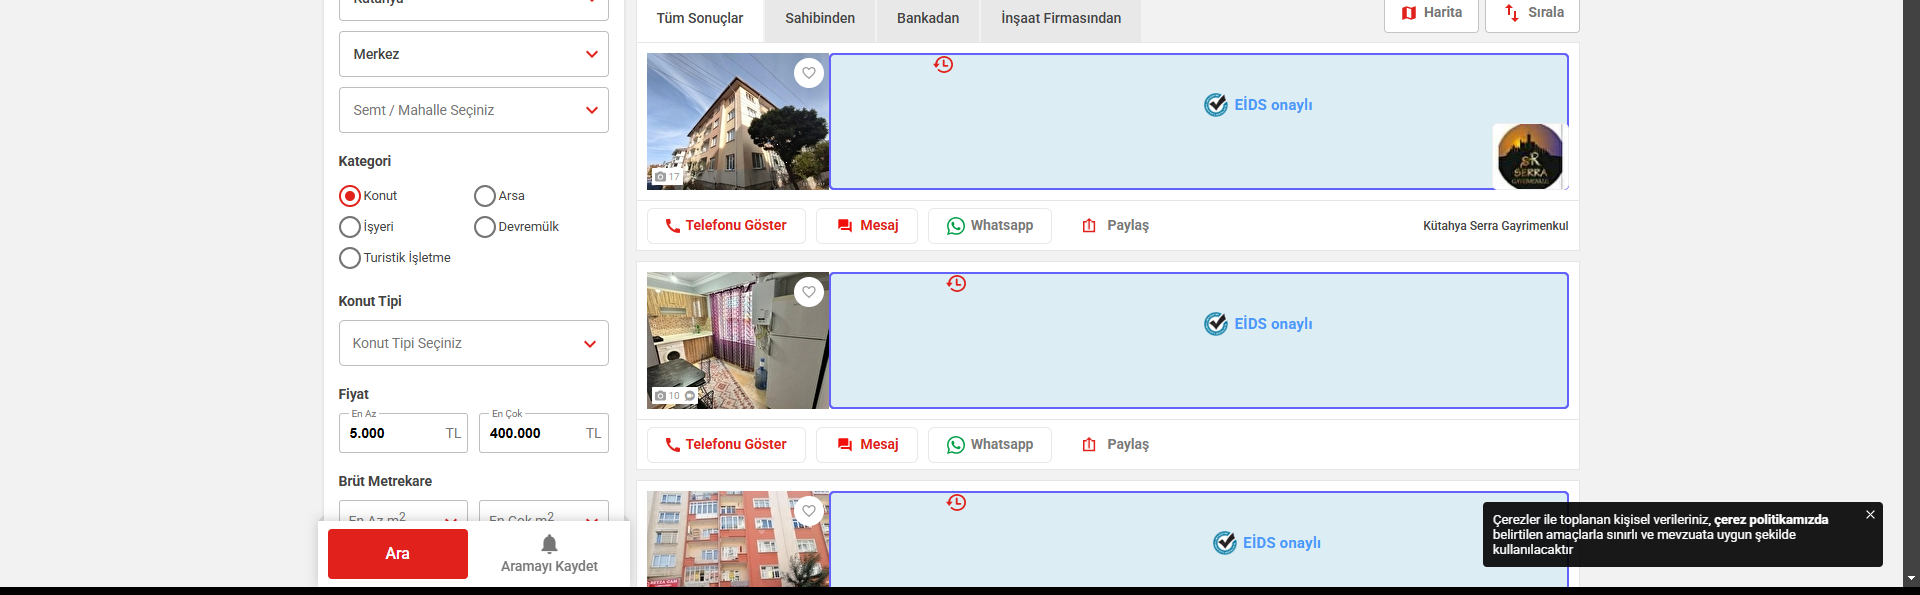 Kütahya
Merkez
Semt / Mahalle Seçiniz
Kategori
Konut
Arsa
İşyeri
Devremülk
Turistik İşletme
Konut Tipi
Konut Tipi Seçiniz
Fiyat
En Az
5.000 TL
En Çok
400.000 TL
Brüt Metrekare
En Az m2
En Çok m2
Ara
Aramayı Kaydet
Tüm Sonuçlar
Sahibinden
Bankadan
İnşaat Firmasından
Harita
Sırala
17
EİDS onaylı
SR
SERRA
GAYRİMENKUL
Telefonu Göster
Mesaj
Whatsapp
Paylaş
Kütahya Serra Gayrimenkul
10
EİDS onaylı
Telefonu Göster
Mesaj
Whatsapp
Paylaş
EİDS onaylı
Çerezler ile toplanan kişisel verileriniz, çerez politikamızda
belirtilen amaçlarla sınırlı ve mevzuata uygun şekilde
kullanılacaktır